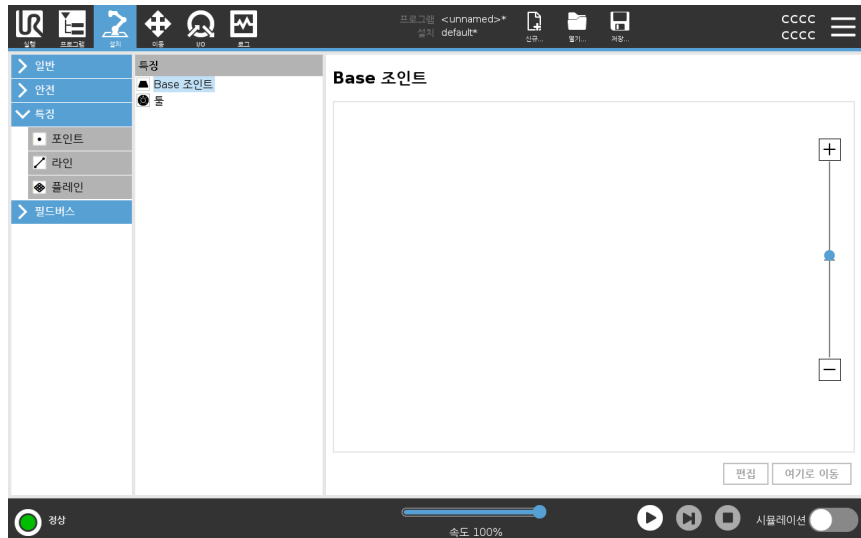 UR
프로그램 <unnamed>*
설치 default*
cccc
cccc
실행 프로그램 설치 이동 I/O 로그
신규... 열기... 저장...
일반
안전
특징
포인트
라인
플레인
필드버스
특징
Base 조인트
툴
Base 조인트
+
−
편집 여기로 이동
정상
속도 100%
시뮬레이션